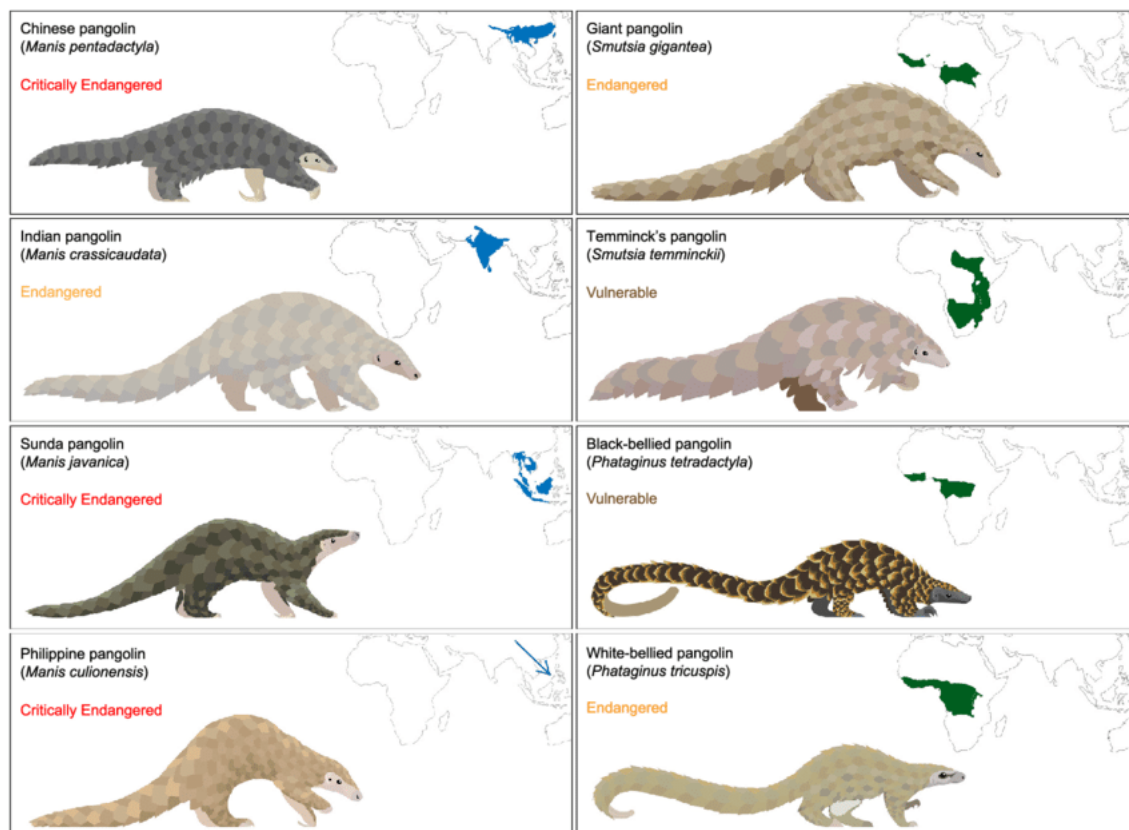 Chinese pangolin
(Manis pentadactyla)
Critically Endangered
Giant pangolin
(Smutsia gigantea)
Endangered
Indian pangolin
(Manis crassicaudata)
Endangered
Temminck's pangolin
(Smutsia temminckii)
Vulnerable
Sunda pangolin
(Manis javanica)
Critically Endangered
Black-bellied pangolin
(Phataginus tetradactyla)
Vulnerable
Philippine pangolin
(Manis culionensis)
Critically Endangered
White-bellied pangolin
(Phataginus tricuspis)
Endangered